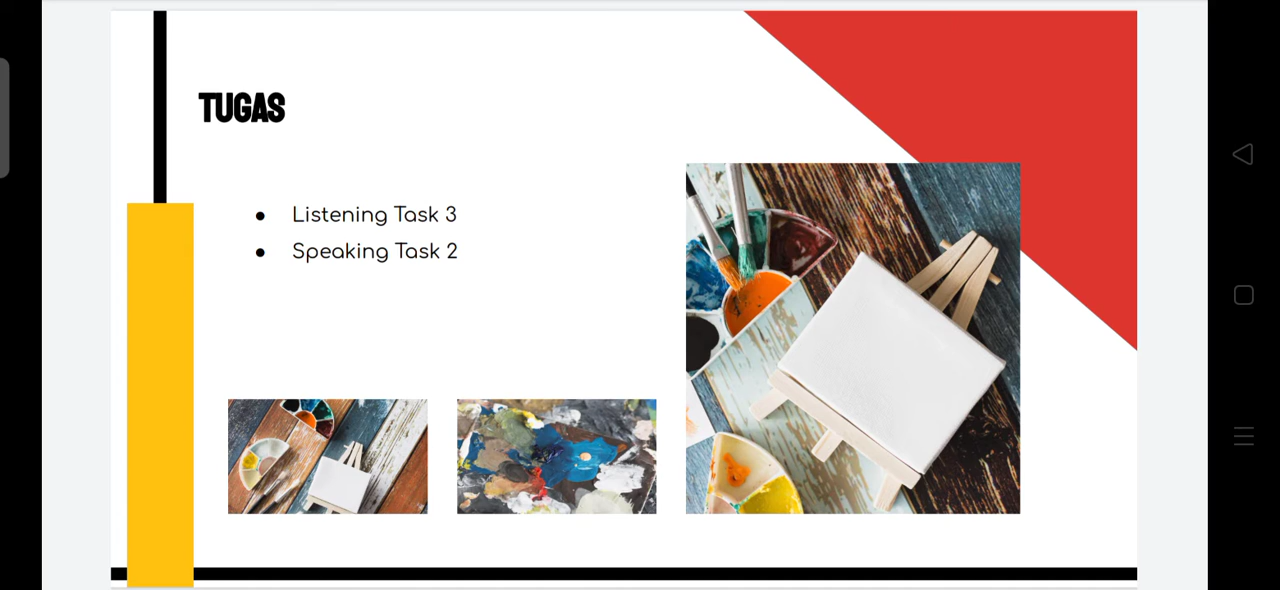 TUGAS
● Listening Task 3
● Speaking Task 2